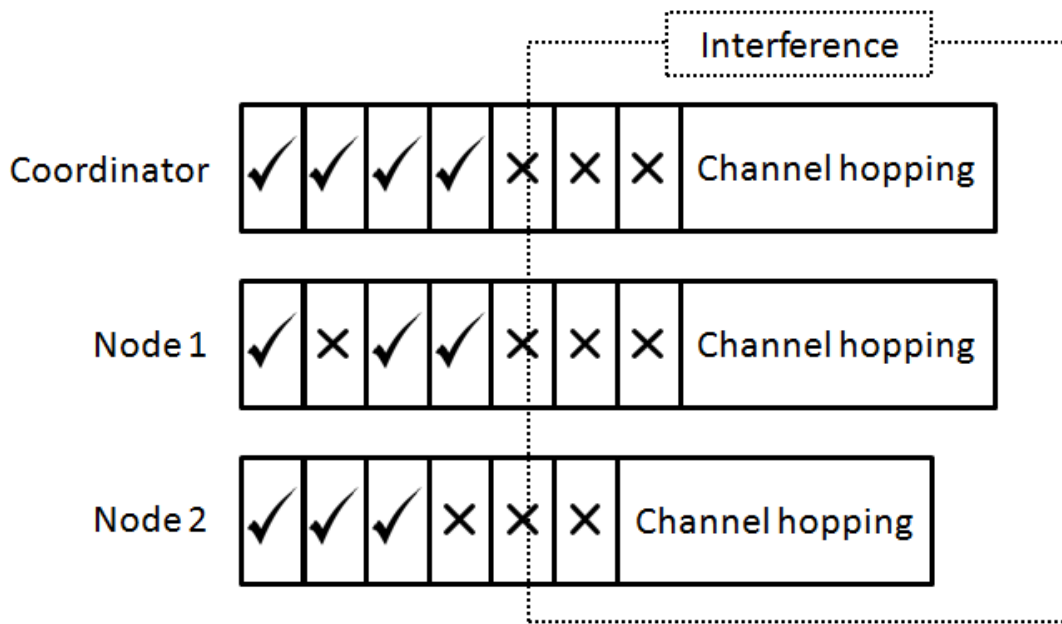 Interference
Coordinator
Channel hopping
Node 1
Channel hopping
Node 2
Channel hopping